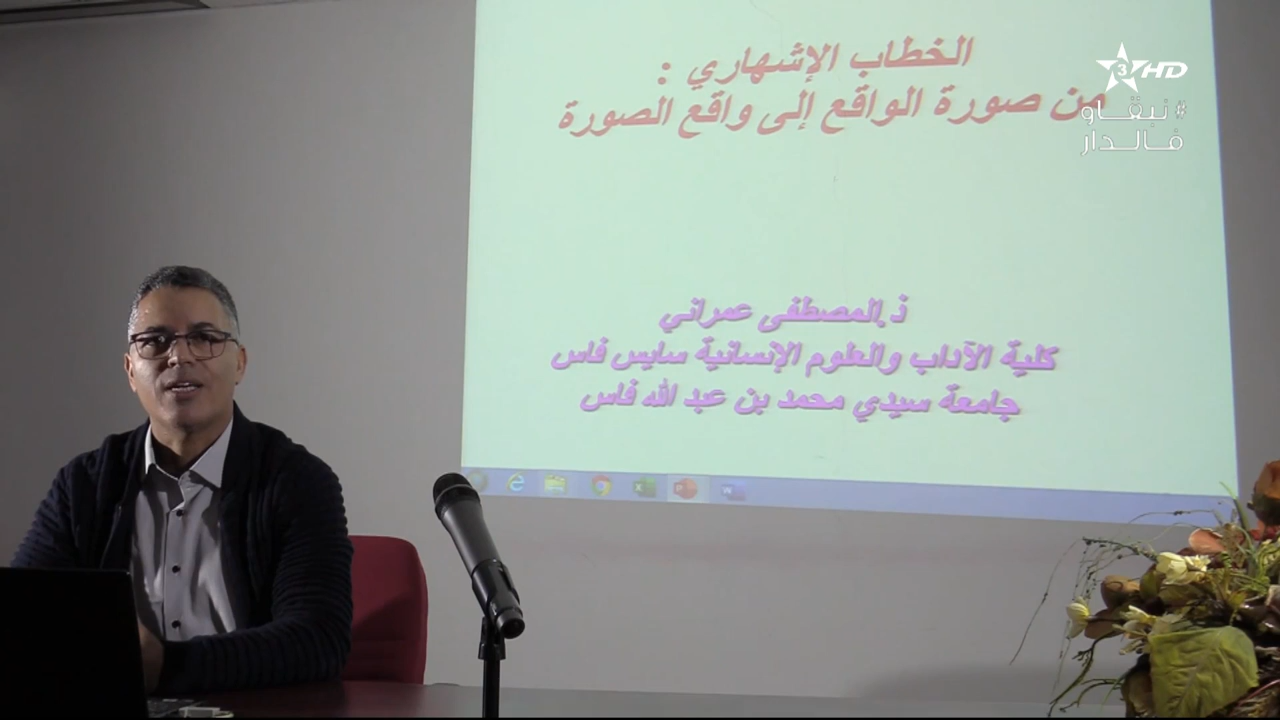 الخطاب الإشهاري :
من صورة الواقع إلى واقع الصورة
ذ.المصطفى عمراني
كلية الآداب والعلوم الإنسانية سايس فاس
جامعة سيدي محمد بن عبد الله فاس
3 HD
#نبقاو
فالدار